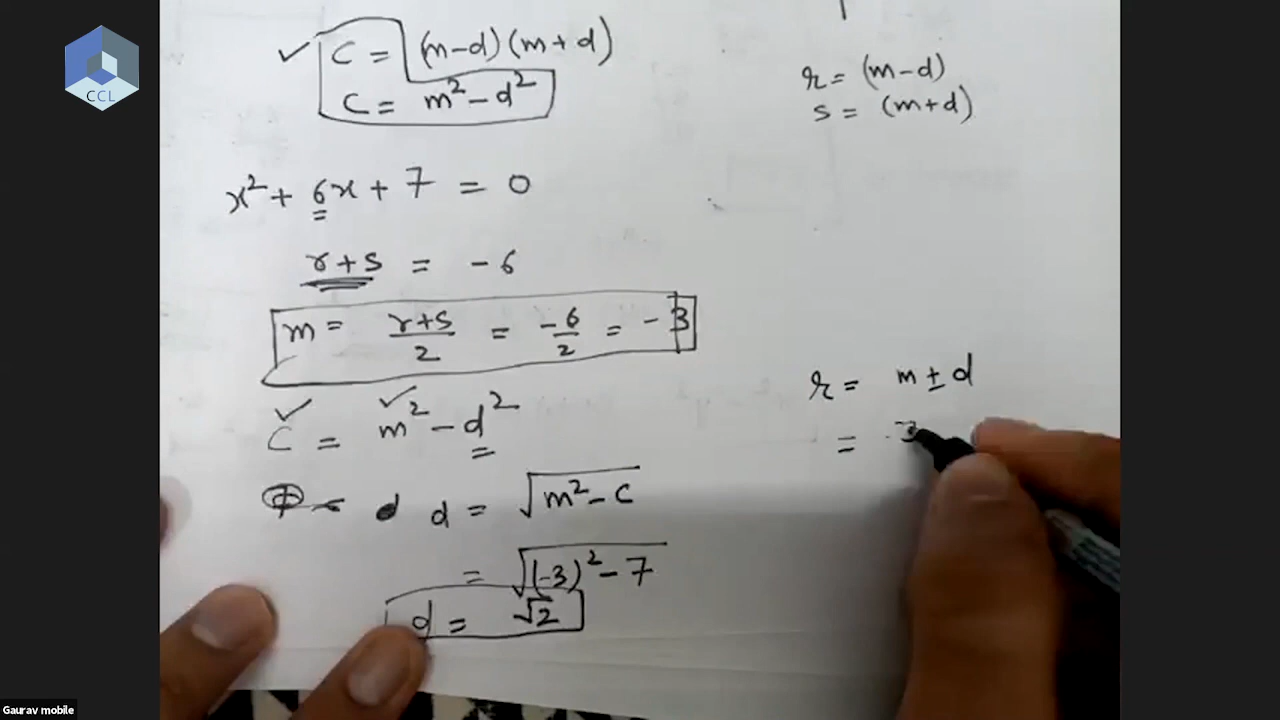 CCL
C = (m-d)(m+d)
C = m² - d²
r = (m-d)
s = (m+d)
x² + 6x + 7 = 0
r+s = -6
m = r+s/2 = -6/2 = -3
C = m² - d²
r = m ± d
= -3
d = √m² - C
= √(-3)² - 7
d = √2
Gaurav mobile